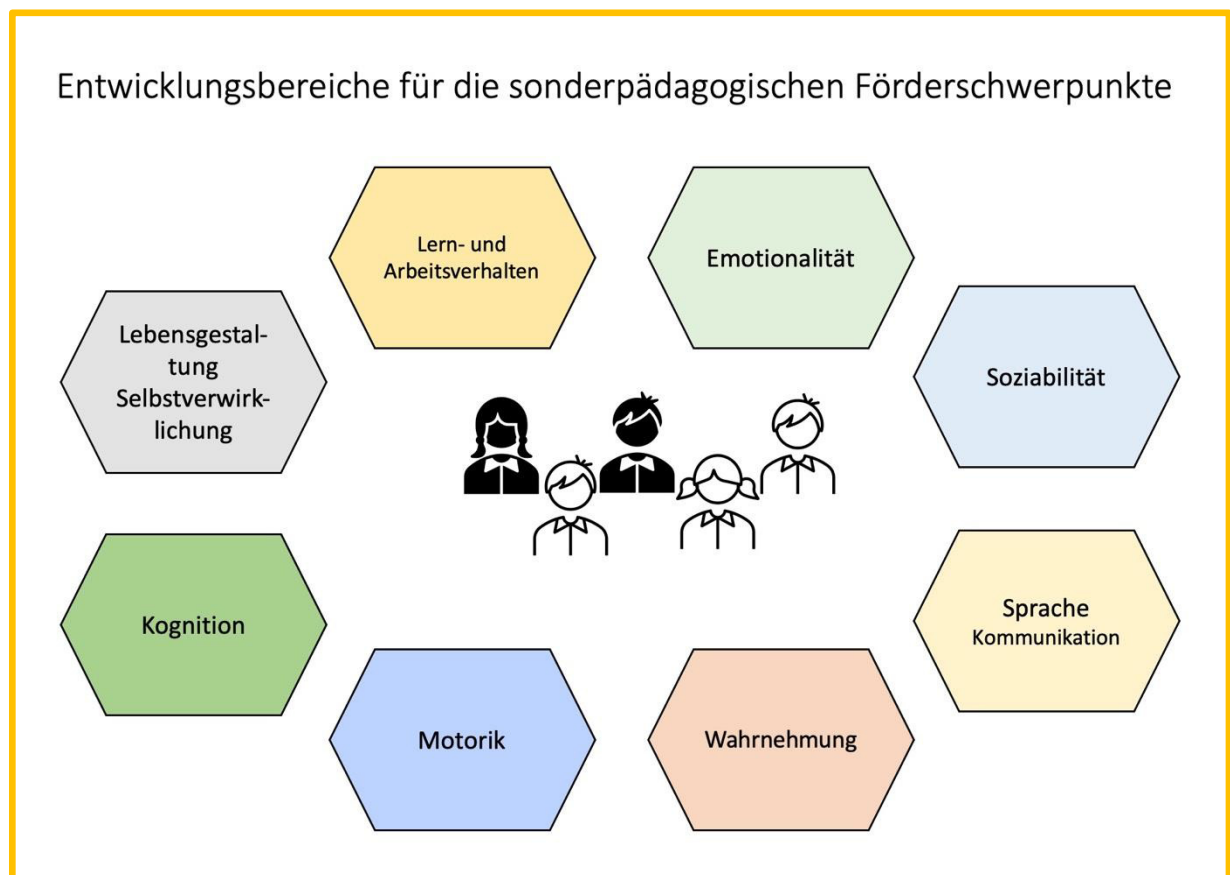 Entwicklungsbereiche für die sonderpädagogischen Förderschwerpunkte
Lern- und
Arbeitsverhalten
Emotionalität
Lebensgestal-
tung
Selbstverwirk-
lichung
Soziabilität
Kognition
Sprache
Kommunikation
Motorik
Wahrnehmung